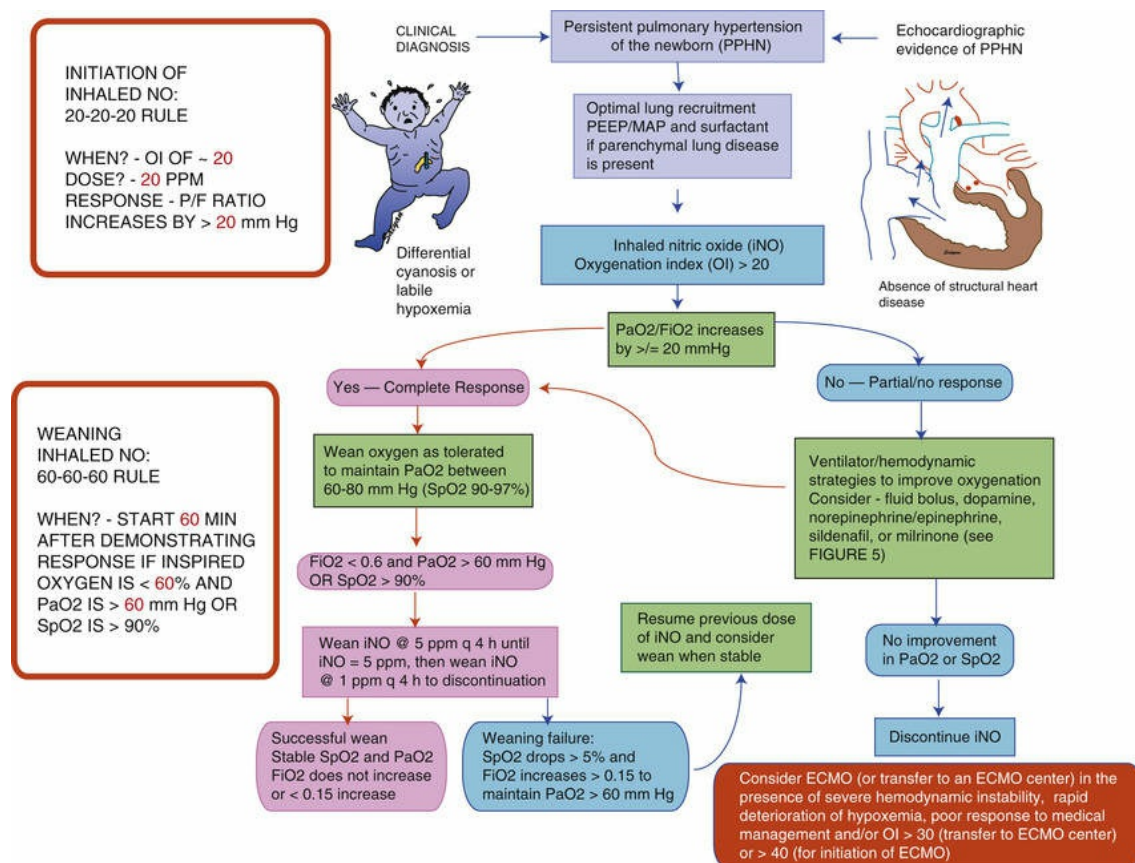 CLINICAL
DIAGNOSIS
Persistent pulmonary hypertension
of the newborn (PPHN)
Echocardiographic
evidence of PPHN
INITIATION OF
INHALED NO:
20-20-20 RULE
WHEN? - OI OF ~ 20
DOSE? - 20 PPM
RESPONSE - P/F RATIO
INCREASES BY > 20 mm Hg
Optimal lung recruitment
PEEP/MAP and surfactant
if parenchymal lung disease
is present
Differential
cyanosis or
labile
hypoxemia
Inhaled nitric oxide (iNO)
Oxygenation index (OI) > 20
Absence of structural heart
disease
PaO2/FiO2 increases
by >/= 20 mmHg
Yes — Complete Response
No — Partial/no response
WEANING
INHALED NO:
60-60-60 RULE
WHEN? - START 60 MIN
AFTER DEMONSTRATING
RESPONSE IF INSPIRED
OXYGEN IS < 60% AND
PaO2 IS > 60 mm Hg OR
SpO2 IS > 90%
Wean oxygen as tolerated
to maintain PaO2 between
60-80 mm Hg (SpO2 90-97%)
Ventilator/hemodynamic
strategies to improve oxygenation
Consider - fluid bolus, dopamine,
norepinephrine/epinephrine,
sildenafil, or milrinone (see
FIGURE 5)
FiO2 < 0.6 and PaO2 > 60 mm Hg
OR SpO2 > 90%
Wean iNO @ 5 ppm q 4 h until
iNO = 5 ppm, then wean iNO
@ 1 ppm q 4 h to discontinuation
Resume previous dose
of iNO and consider
wean when stable
No improvement
in PaO2 or SpO2
Successful wean
Stable SpO2 and PaO2
FiO2 does not increase
or < 0.15 increase
Weaning failure:
SpO2 drops > 5% and
FiO2 increases > 0.15 to
maintain PaO2 > 60 mm Hg
Discontinue iNO
Consider ECMO (or transfer to an ECMO center) in the
presence of severe hemodynamic instability, rapid
deterioration of hypoxemia, poor response to medical
management and/or OI > 30 (transfer to ECMO center)
or > 40 (for initiation of ECMO)